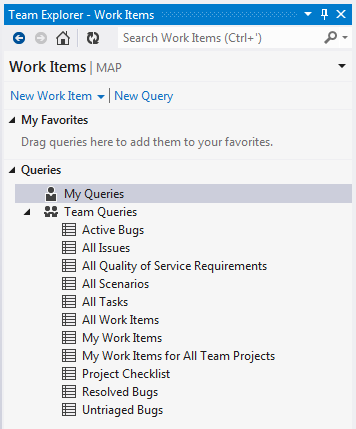 Team Explorer - Work Items
Search Work Items (Ctrl+')
Work Items | MAP
New Work Item | New Query
My Favorites
Drag queries here to add them to your favorites.
Queries
My Queries
Team Queries
Active Bugs
All Issues
All Quality of Service Requirements
All Scenarios
All Tasks
All Work Items
My Work Items
My Work Items for All Team Projects
Project Checklist
Resolved Bugs
Untriaged Bugs